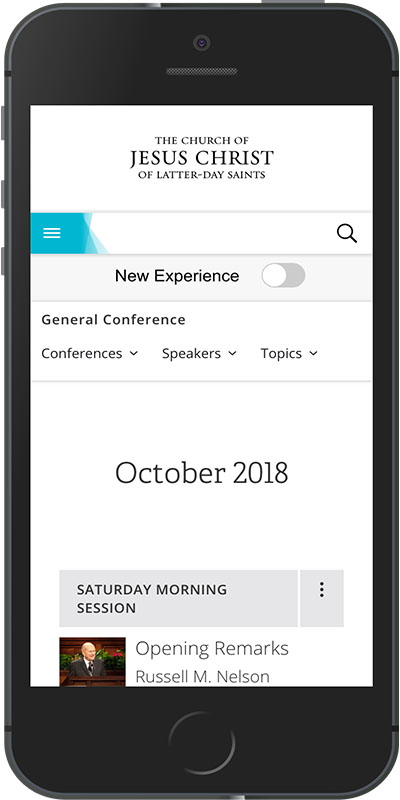 THE CHURCH OF
JESUS CHRIST
OF LATTER-DAY SAINTS
New Experience
General Conference
Conferences
Speakers
Topics
October 2018
SATURDAY MORNING
SESSION
Opening Remarks
Russell M. Nelson